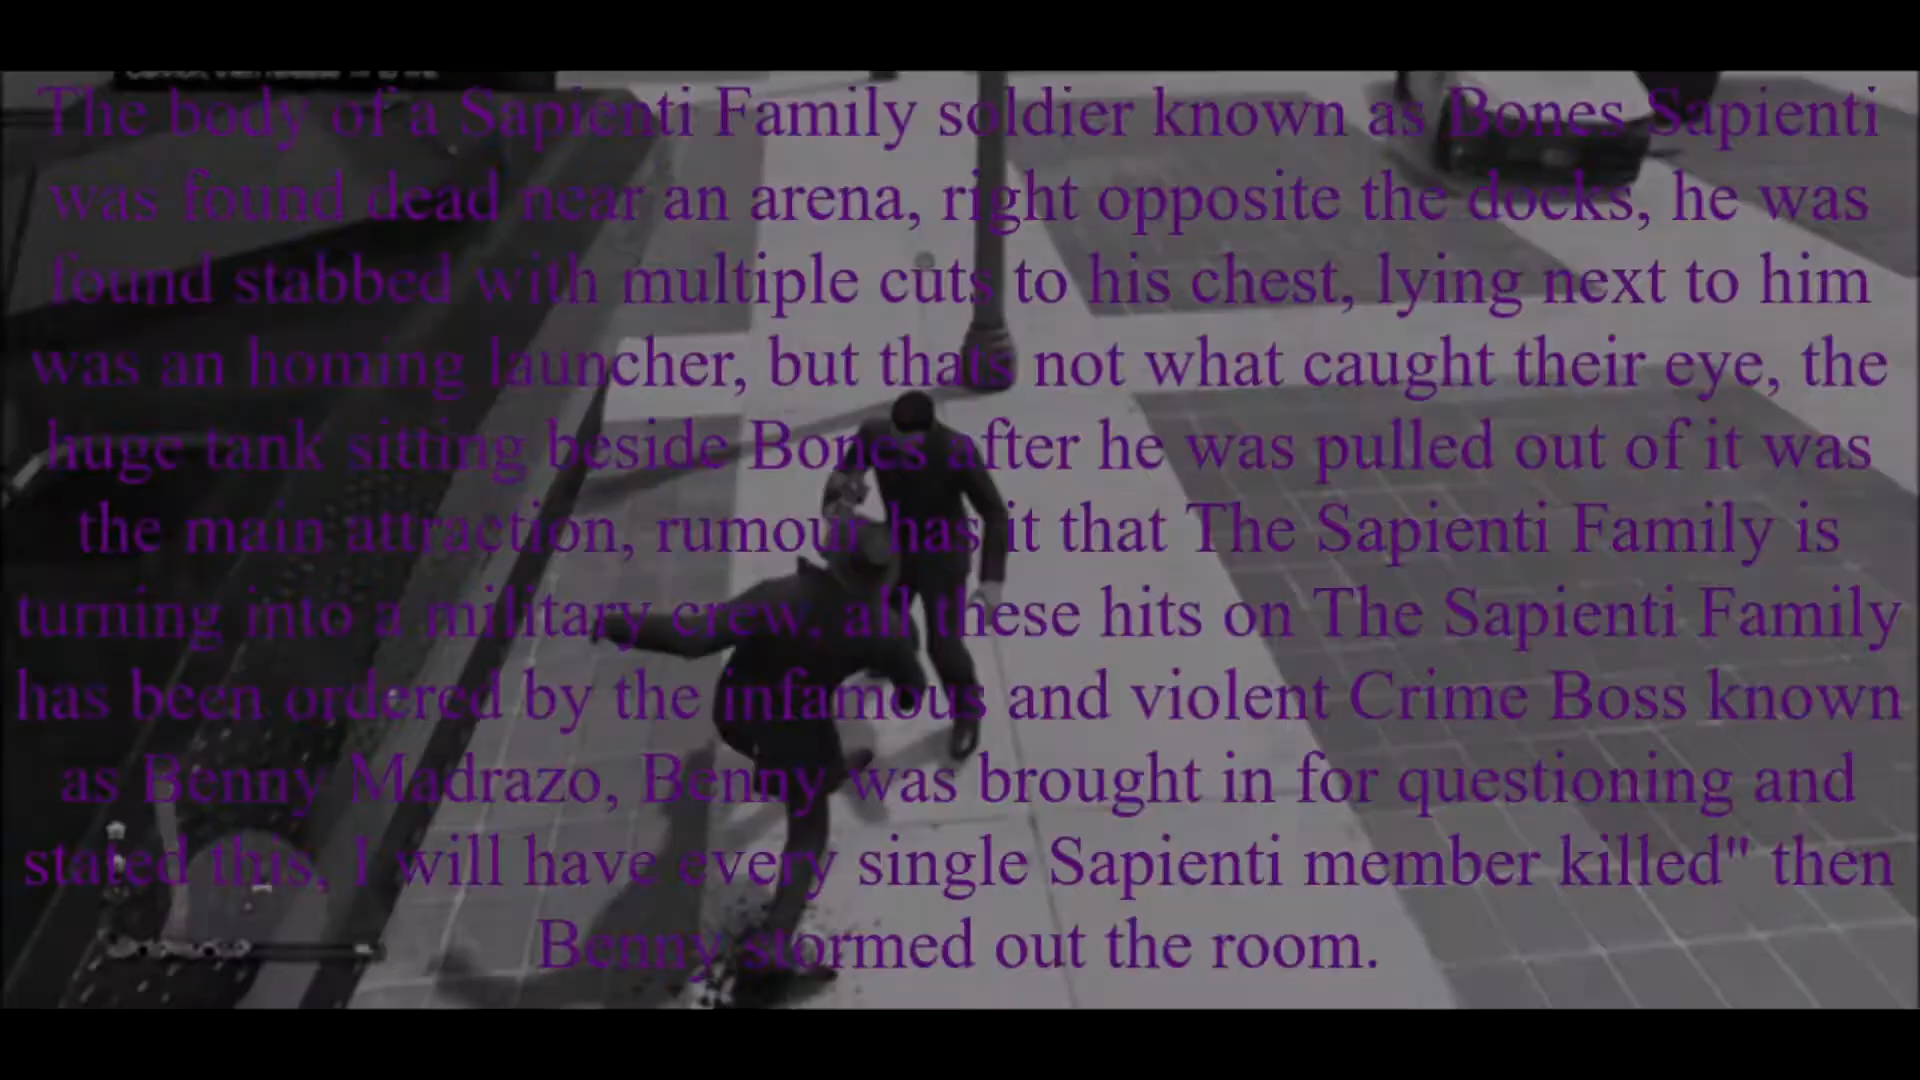 The body of a Sapienti Family soldier known as Bones Sapienti
was found dead near an arena, right opposite the docks, he was
found stabbed with multiple cuts to his chest, lying next to him
was an homing launcher, but thats not what caught their eye, the
huge tank sitting beside Bones after he was pulled out of it was
the main attraction, rumour has it that The Sapienti Family is
turning into a military crew, all these hits on The Sapienti Family
has been ordered by the infamous and violent Crime Boss known
as Benny Madrazo, Benny was brought in for questioning and
stated this, I will have every single Sapienti member killed" then
Benny stormed out the room.